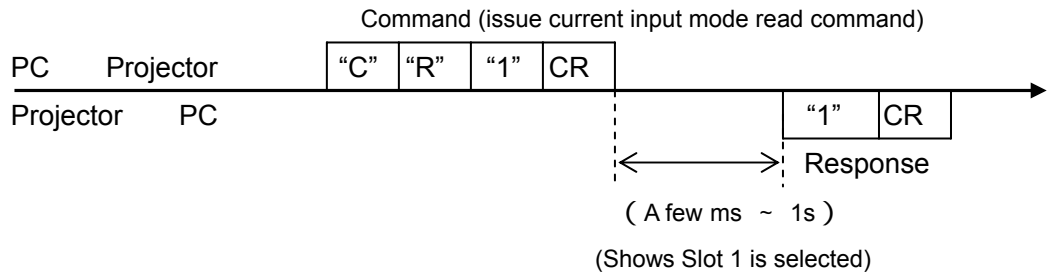 Command (issue current input mode read command)
PC Projector “C” “R” “1” CR
Projector PC “1” CR
Response
( A few ms ~ 1s )
(Shows Slot 1 is selected)